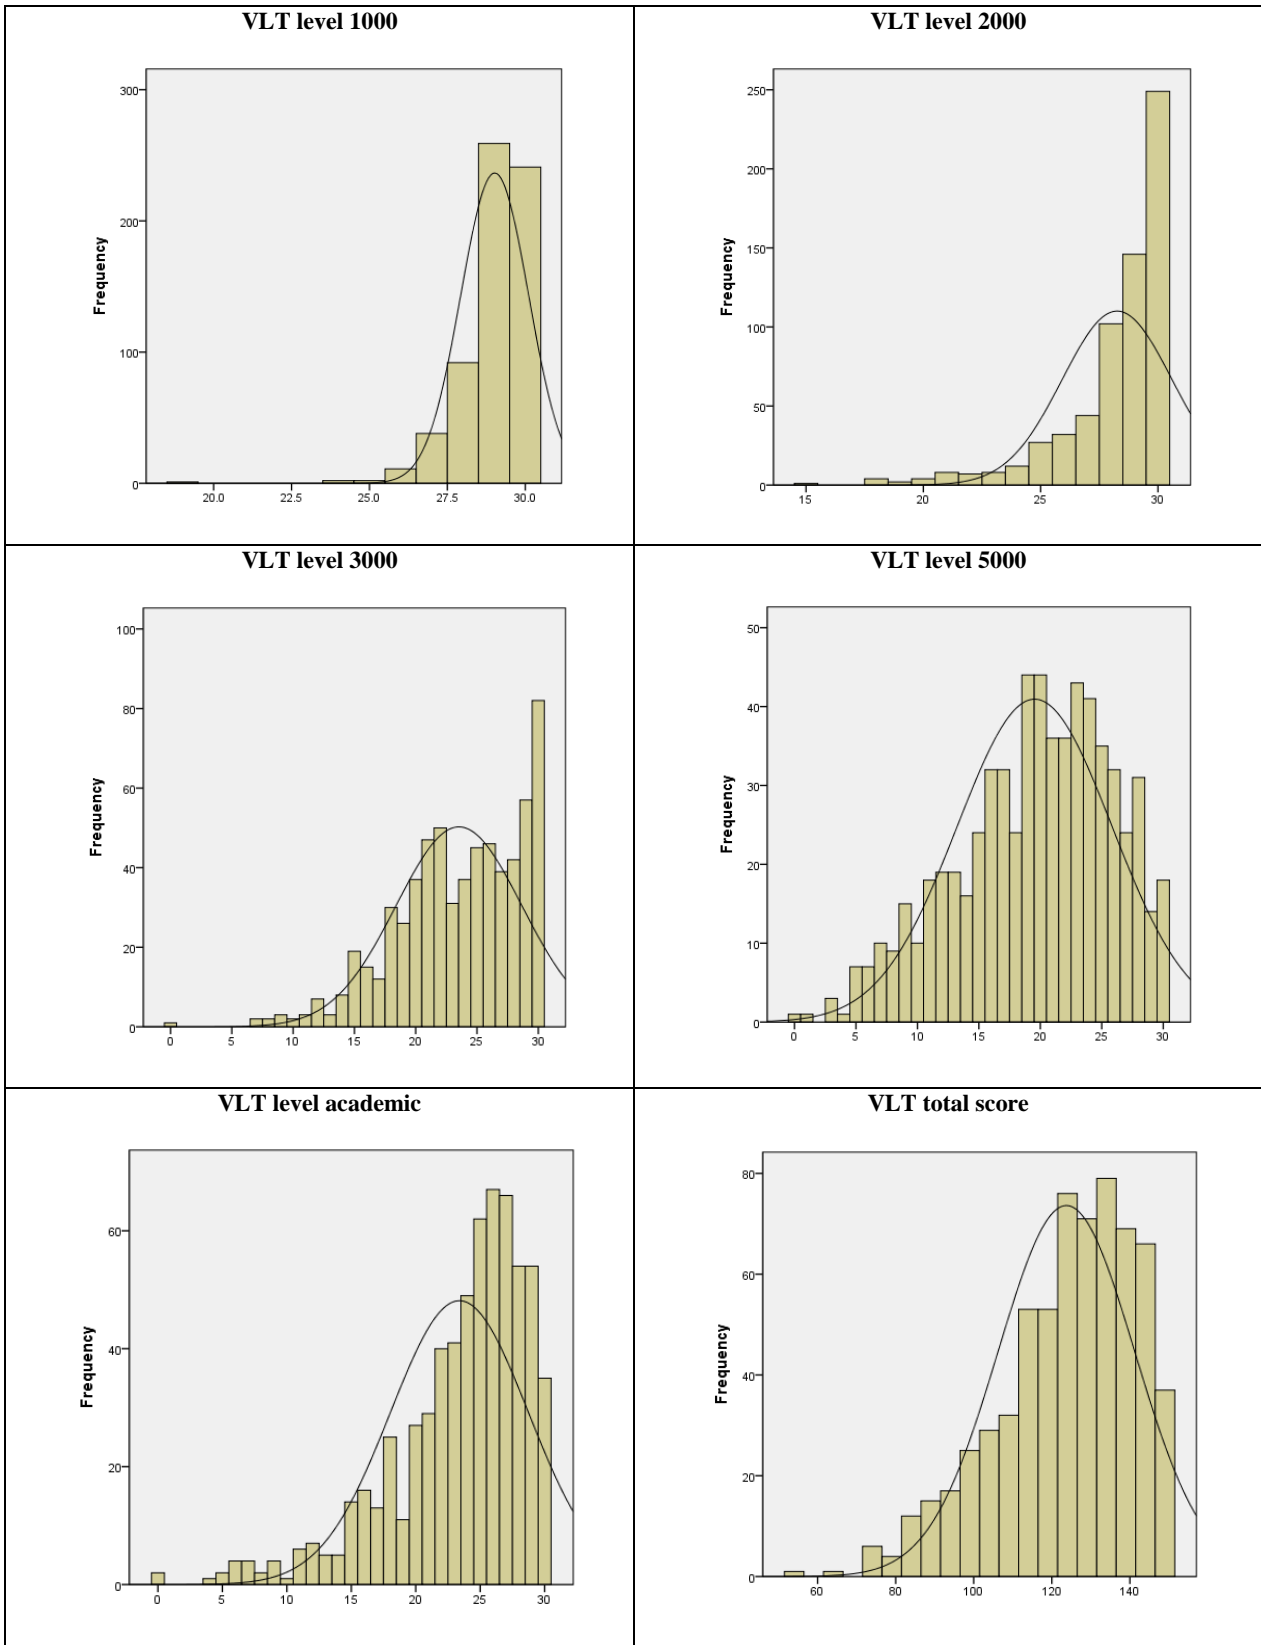 VLT level 1000
300
200
100
0
Frequency
20.0 22.5 25.0 27.5 30.0
VLT level 2000
250
200
150
100
50
0
Frequency
15 20 25 30
VLT level 3000
100
80
60
40
20
0
Frequency
0 5 10 15 20 25 30
VLT level 5000
50
40
30
20
10
0
Frequency
0 5 10 15 20 25 30
VLT level academic
60
40
20
0
Frequency
0 5 10 15 20 25 30
VLT total score
80
60
40
20
0
Frequency
60 80 100 120 140